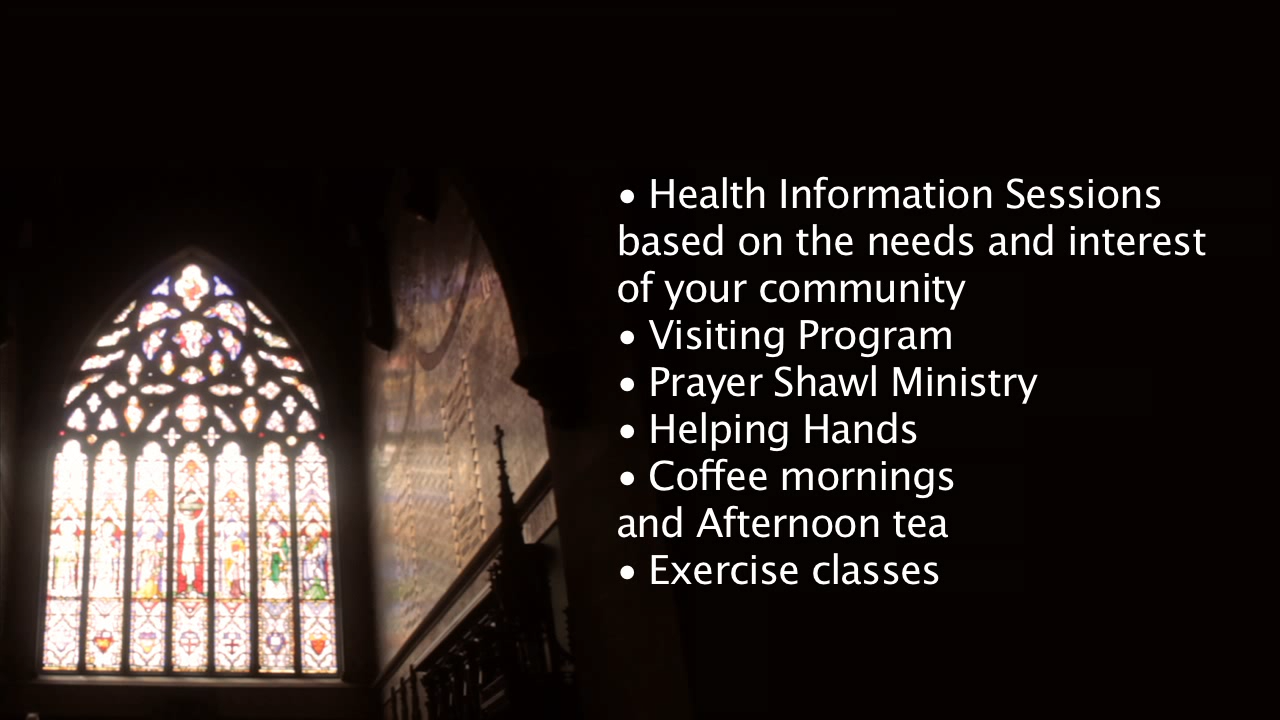 • Health Information Sessions
based on the needs and interest
of your community
• Visiting Program
• Prayer Shawl Ministry
• Helping Hands
• Coffee mornings
and Afternoon tea
• Exercise classes